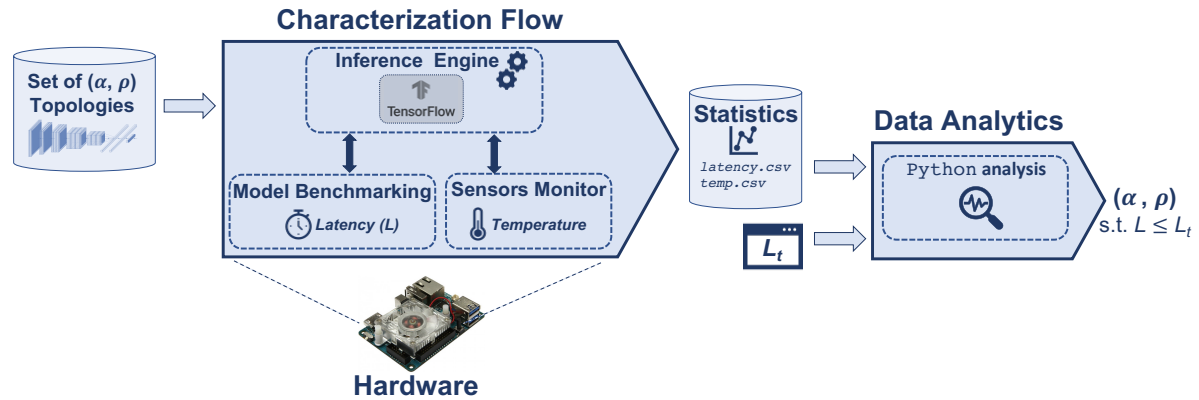 Characterization Flow
Set of (α, ρ)
Topologies
Inference Engine
TensorFlow
Model Benchmarking
Latency (L)
Sensors Monitor
Temperature
Hardware
Statistics
latency.csv
temp.csv
L_t
Data Analytics
Python analysis
(α , ρ)
s.t. L ≤ L_t